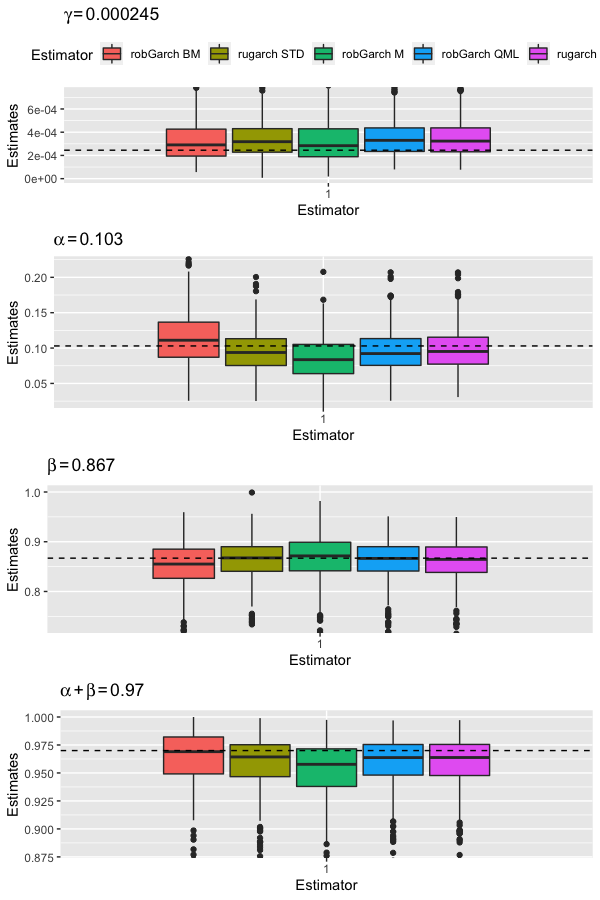 γ = 0.000245
Estimator robGarch BM rugarch STD robGarch M robGarch QML rugarch
6e-04
4e-04
2e-04
0e+00
Estimates
1
Estimator
α = 0.103
0.20
0.15
0.10
0.05
Estimates
1
Estimator
β = 0.867
1.0
0.9
0.8
Estimates
1
Estimator
α + β = 0.97
1.000
0.975
0.950
0.925
0.900
0.875
Estimates
1
Estimator